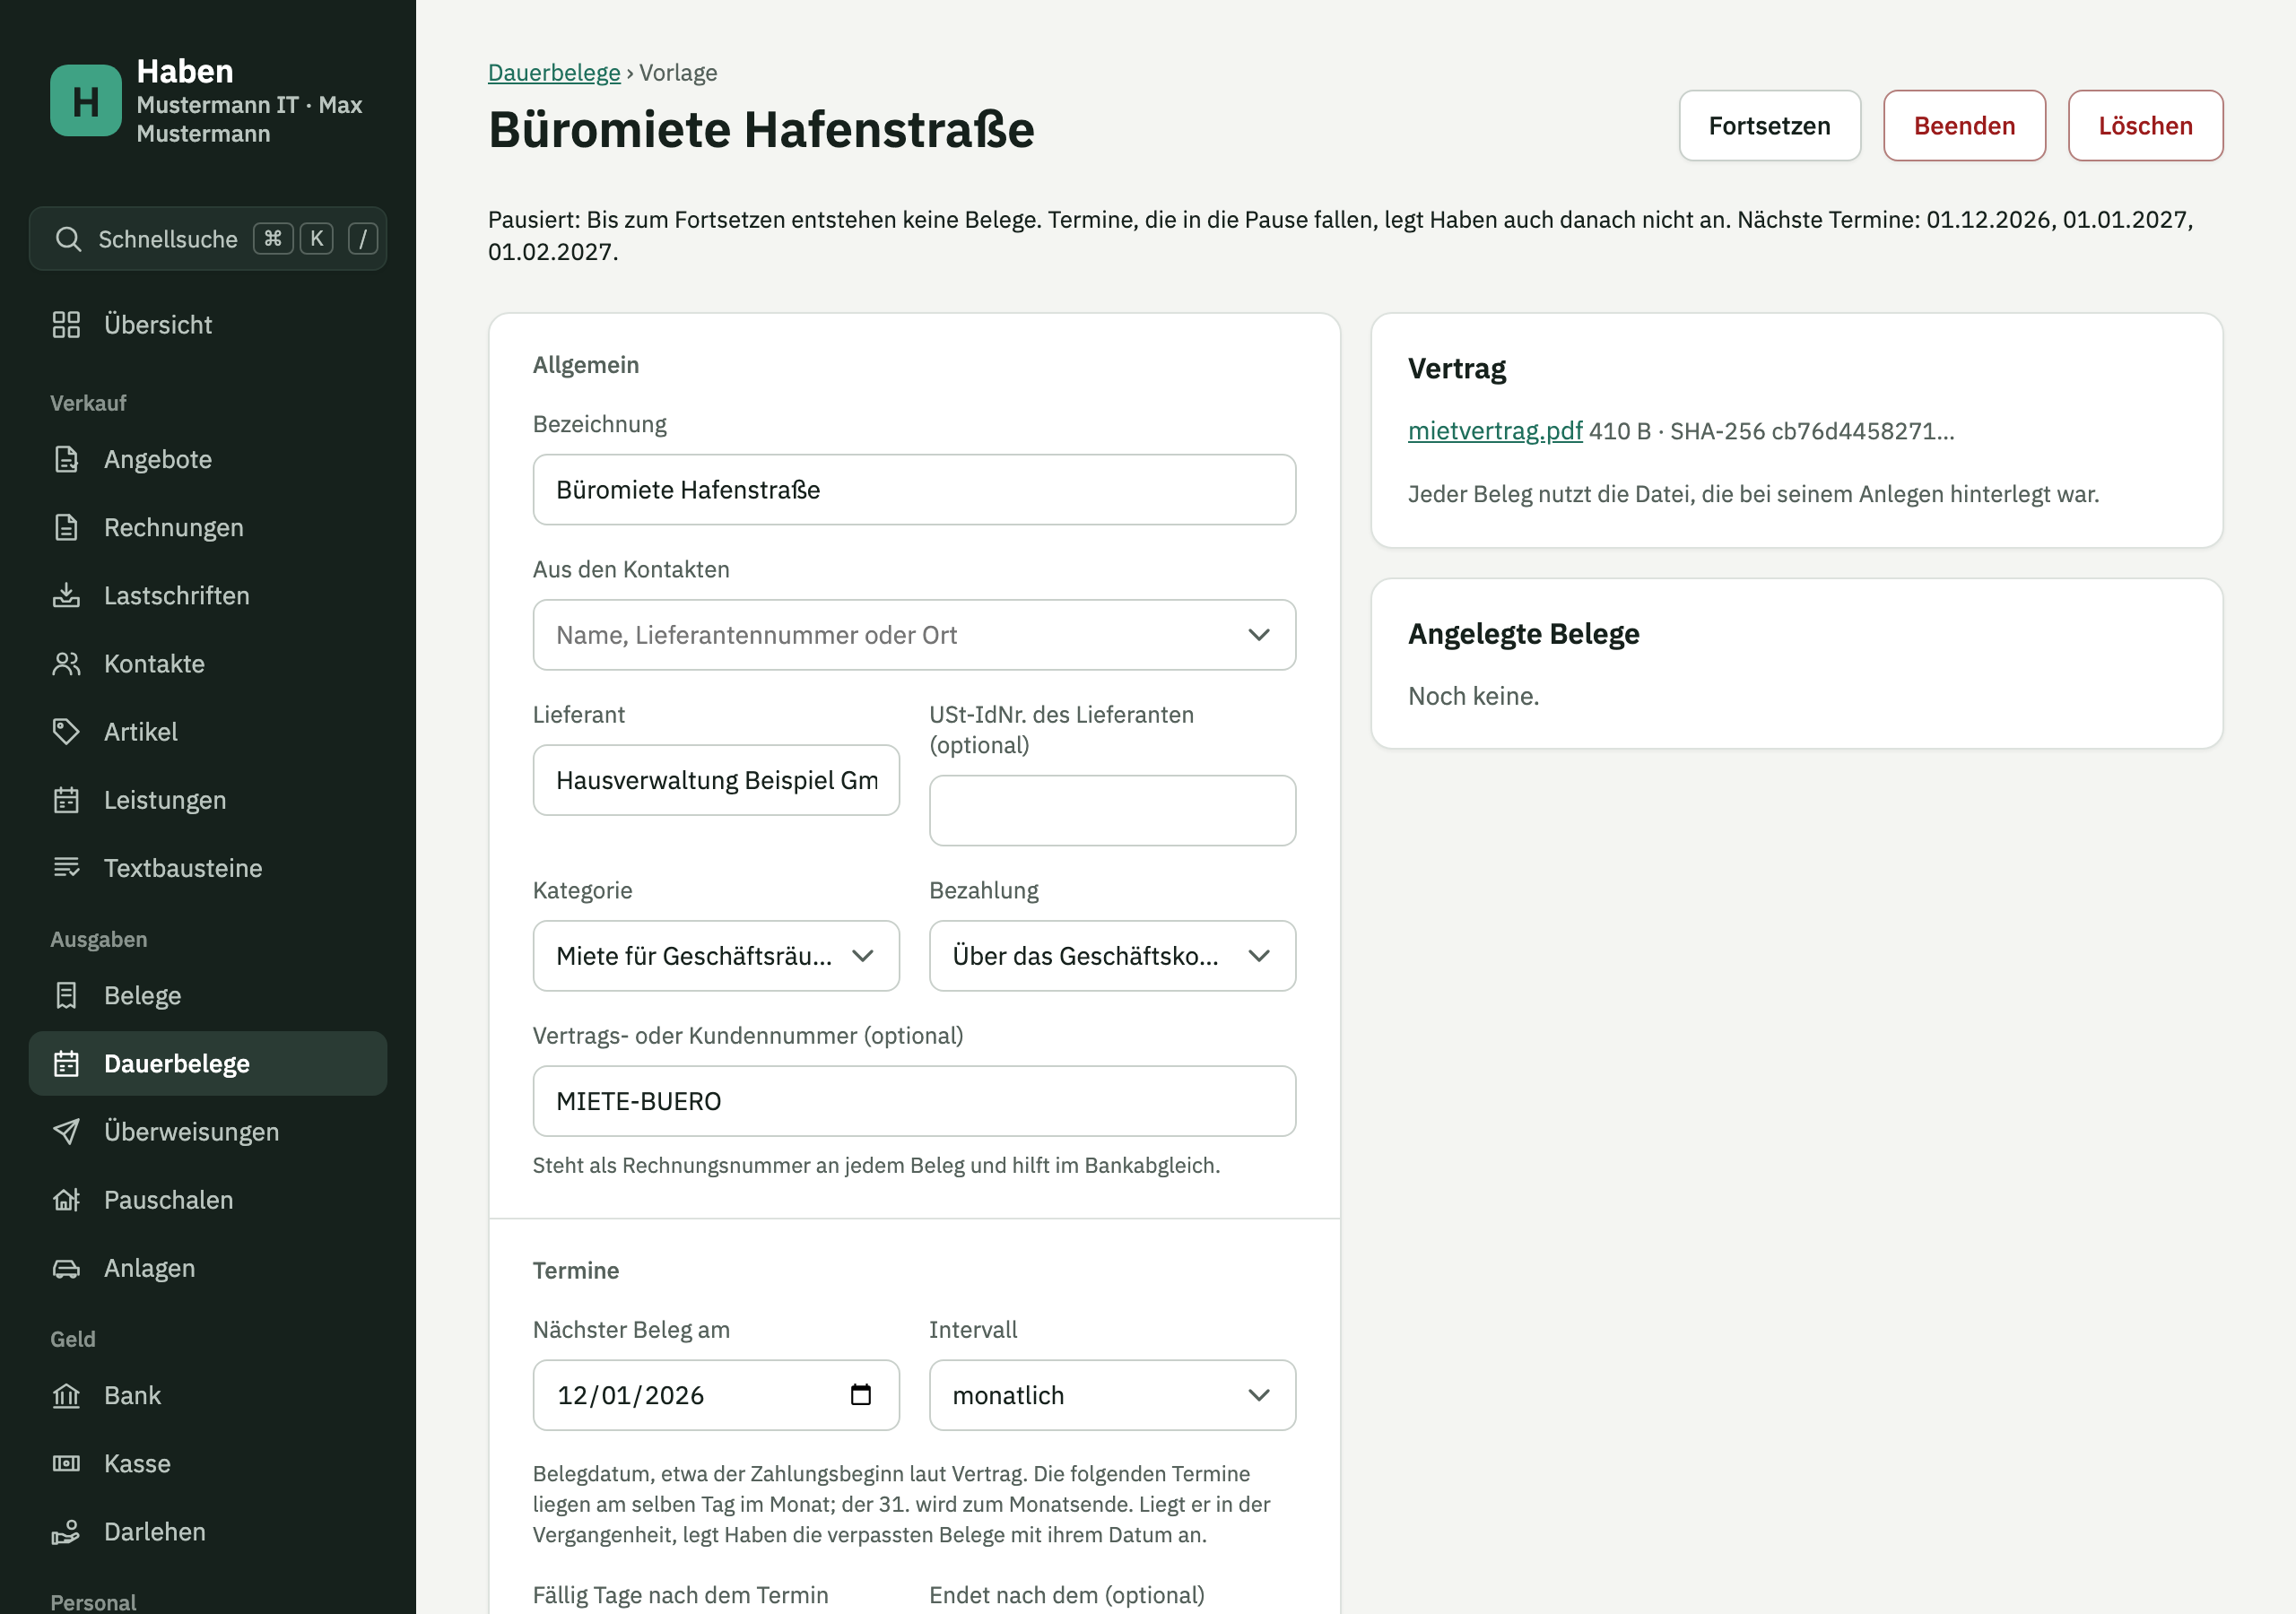 H
Haben
Mustermann IT · Max
Mustermann
Schnellsuche ⌘ K /
Übersicht
Verkauf
Angebote
Rechnungen
Lastschriften
Kontakte
Artikel
Leistungen
Textbausteine
Ausgaben
Belege
Dauerbelege
Überweisungen
Pauschalen
Anlagen
Geld
Bank
Kasse
Darlehen
Personal
Dauerbelege › Vorlage
Büromiete Hafenstraße
Fortsetzen
Beenden
Löschen
Pausiert: Bis zum Fortsetzen entstehen keine Belege. Termine, die in die Pause fallen, legt Haben auch danach nicht an. Nächste Termine: 01.12.2026, 01.01.2027,
01.02.2027.
Allgemein
Bezeichnung
Büromiete Hafenstraße
Aus den Kontakten
Name, Lieferantennummer oder Ort
Lieferant
Hausverwaltung Beispiel Gm
USt-IdNr. des Lieferanten
(optional)
Kategorie
Miete für Geschäftsräu...
Bezahlung
Über das Geschäftsko...
Vertrags- oder Kundennummer (optional)
MIETE-BUERO
Steht als Rechnungsnummer an jedem Beleg und hilft im Bankabgleich.
Termine
Nächster Beleg am
12/01/2026
Intervall
monatlich
Belegdatum, etwa der Zahlungsbeginn laut Vertrag. Die folgenden Termine
liegen am selben Tag im Monat; der 31. wird zum Monatsende. Liegt er in der
Vergangenheit, legt Haben die verpassten Belege mit ihrem Datum an.
Fällig Tage nach dem Termin
Endet nach dem (optional)
Vertrag
mietvertrag.pdf 410 B · SHA-256 cb76d4458271…
Jeder Beleg nutzt die Datei, die bei seinem Anlegen hinterlegt war.
Angelegte Belege
Noch keine.